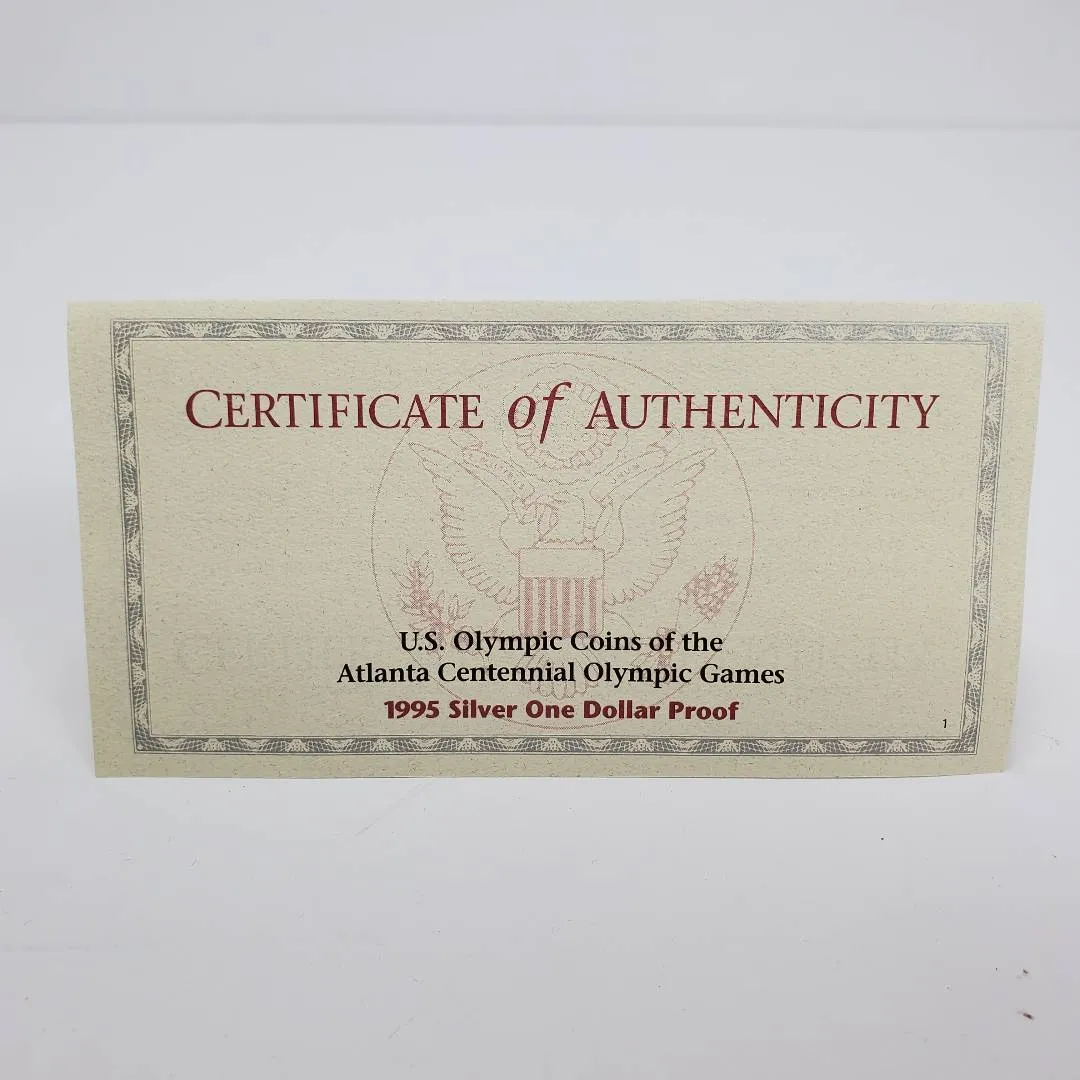 CERTIFICATE of AUTHENTICITY
U.S. Olympic Coins of the
Atlanta Centennial Olympic Games
1995 Silver One Dollar Proof
1